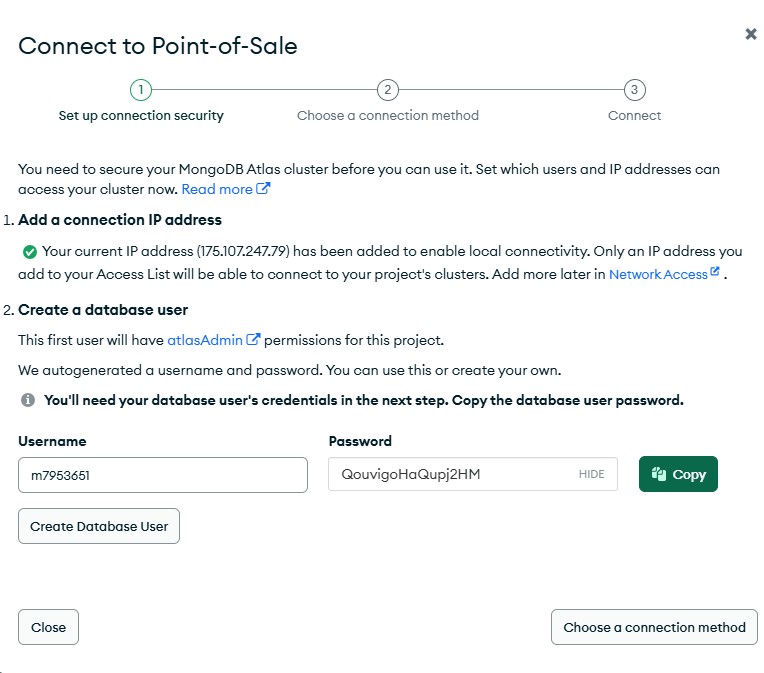 Connect to Point-of-Sale
1
2
3
Set up connection security
Choose a connection method
Connect
You need to secure your MongoDB Atlas cluster before you can use it. Set which users and IP addresses can
access your cluster now. Read more
1. Add a connection IP address
Your current IP address (175.107.247.79) has been added to enable local connectivity. Only an IP address you
add to your Access List will be able to connect to your project's clusters. Add more later in Network Access .
2. Create a database user
This first user will have atlasAdmin permissions for this project.
We autogenerated a username and password. You can use this or create your own.
You'll need your database user's credentials in the next step. Copy the database user password.
Username
Password
m7953651
QouvigoHaQupj2HM
HIDE
Copy
Create Database User
Close
Choose a connection method